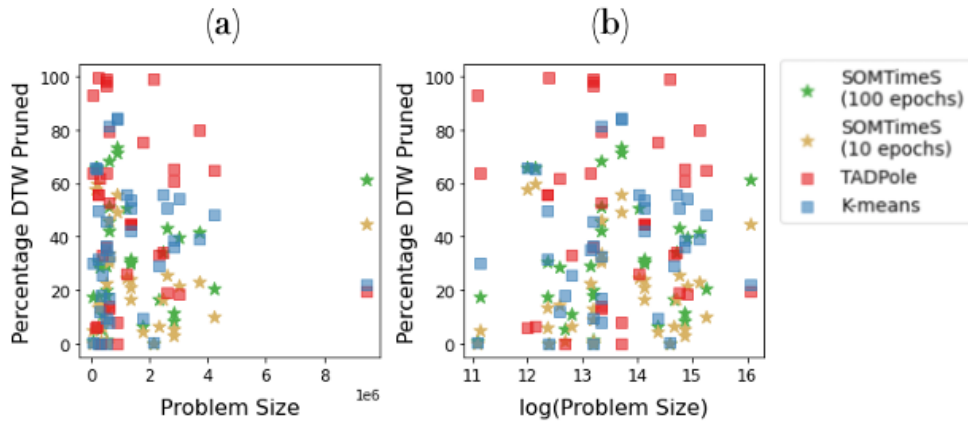 (a)
(b)
Percentage DTW Pruned
100
80
60
40
20
0
0
2
4
6
8
1e6
Problem Size
Percentage DTW Pruned
100
80
60
40
20
0
11
12
13
14
15
16
log(Problem Size)
SOMTimeS
(100 epochs)
SOMTimeS
(10 epochs)
TADPole
K-means